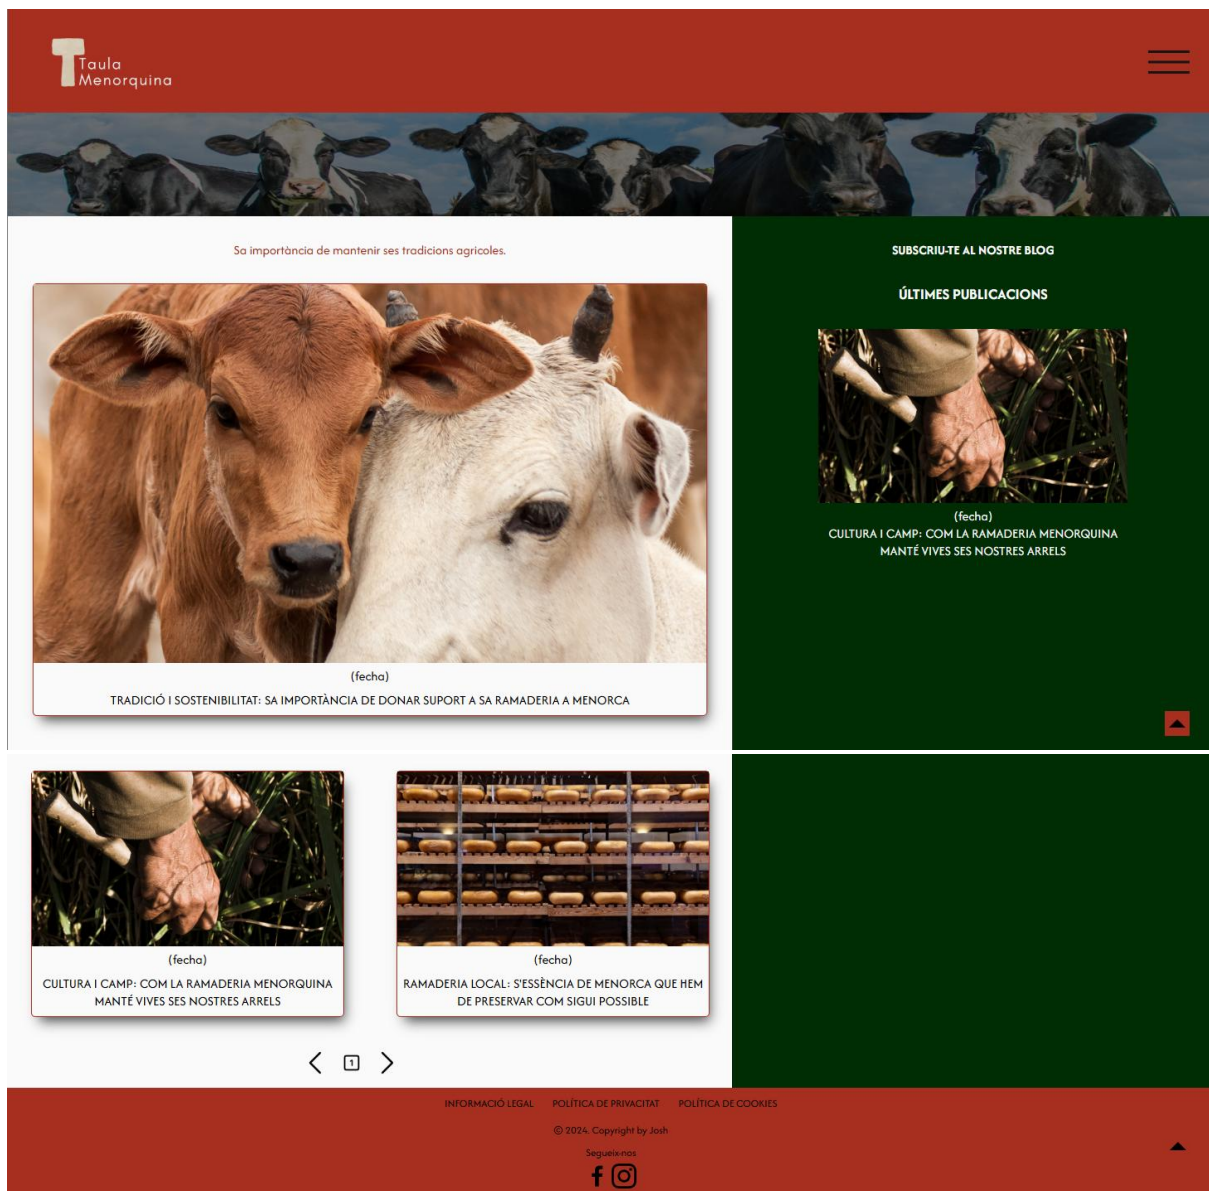 Taula
Menorquina
Sa importància de mantenir ses tradicions agricoles.
(fecha)
TRADICIÓ I SOSTENIBILITAT: SA IMPORTÀNCIA DE DONAR SUPORT A SA RAMADERIA A MENORCA
SUBSCRIU-TE AL NOSTRE BLOG
ÚLTIMES PUBLICACIONS
(fecha)
CULTURA I CAMP: COM LA RAMADERIA MENORQUINA
MANTÉ VIVES SES NOSTRES ARRELS
(fecha)
CULTURA I CAMP: COM LA RAMADERIA MENORQUINA
MANTÉ VIVES SES NOSTRES ARRELS
(fecha)
RAMADERIA LOCAL: S'ESSÈNCIA DE MENORCA QUE HEM
DE PRESERVAR COM SIGUI POSSIBLE
1
INFORMACIÓ LEGAL POLÍTICA DE PRIVACITAT POLÍTICA DE COOKIES
© 2024. Copyright by Josh
Segueix-nos